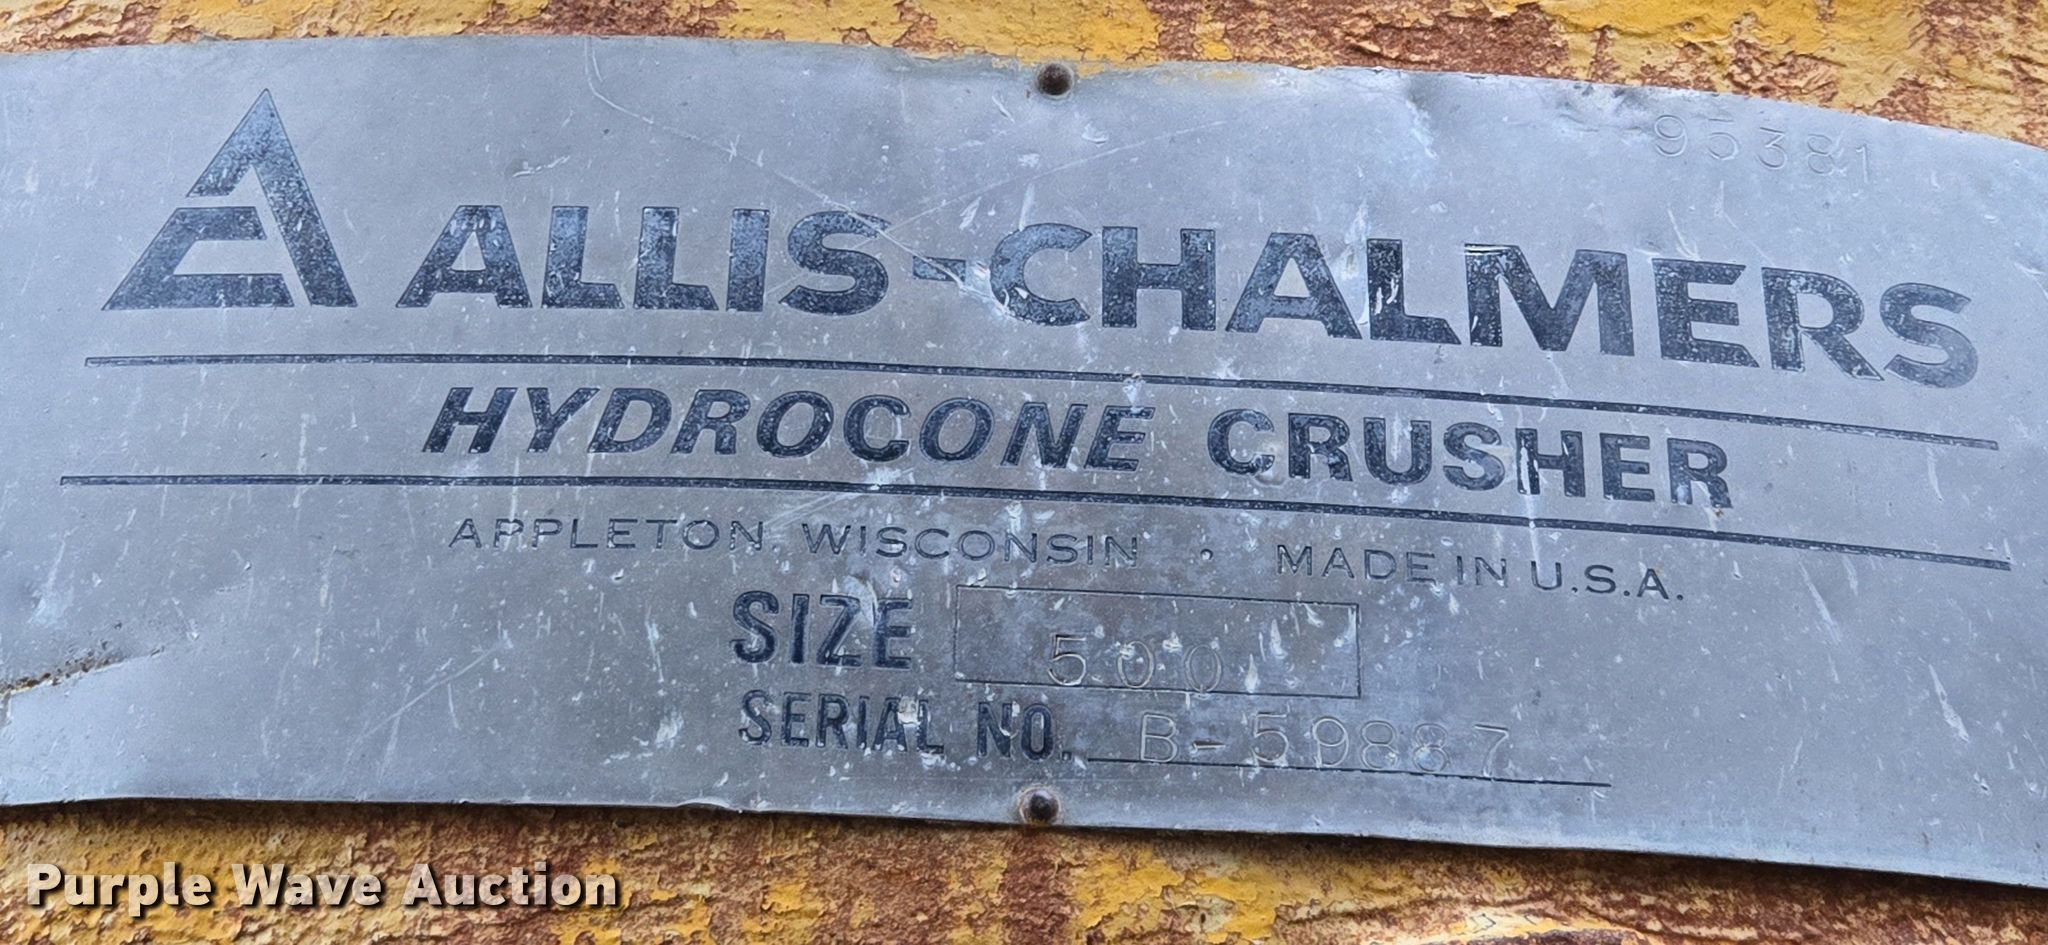 95381
ALLIS-CHALMERS
HYDROCONE CRUSHER
APPLETON, WISCONSIN • MADE IN U.S.A.
SIZE 500
SERIAL NO. B-59887
Purple Wave Auction